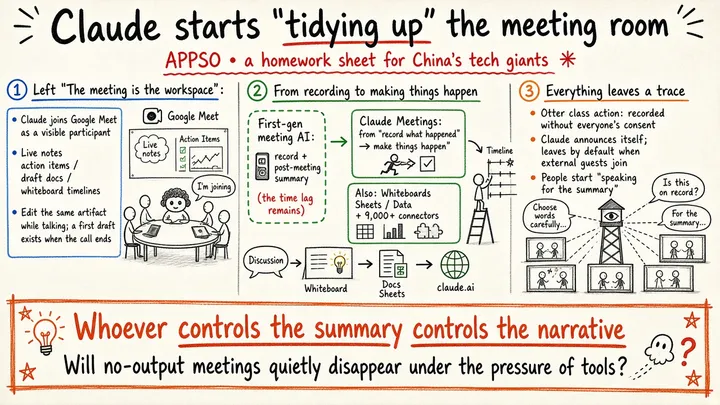 Claude starts "tidying up" the meeting room
APPSO • a homework sheet for China's tech giants
1 Left "The meeting is the workspace":
Claude joins Google Meet
as a visible participant
Live notes
action items /
draft docs /
whiteboard timelines
Edit the same artifact
while talking; a first draft
exists when the call ends
Google Meet
Live
notes
Action Items
I'm joining
2 From recording to making things happen
First-gen
meeting AI:
record +
post-meeting
summary
(the time lag
remains)
Claude Meetings:
from "record what happened"
→ make things happen"
Also: Whiteboards
Sheets / Data
+ 9,000+ connectors
Timeline
Discussion
Whiteboard
Docs
Sheets
claude.ai
3 Everything leaves a trace
Otter class action: recorded
without everyone's consent
Claude announces itself;
leaves by default when
external guests join
People start "speaking
for the summary"
Is this
on record?
Choose
words
carefully...
For the
summary...
Whoever controls the summary controls the narrative
Will no-output meetings quietly disappear under the pressure of tools?
?